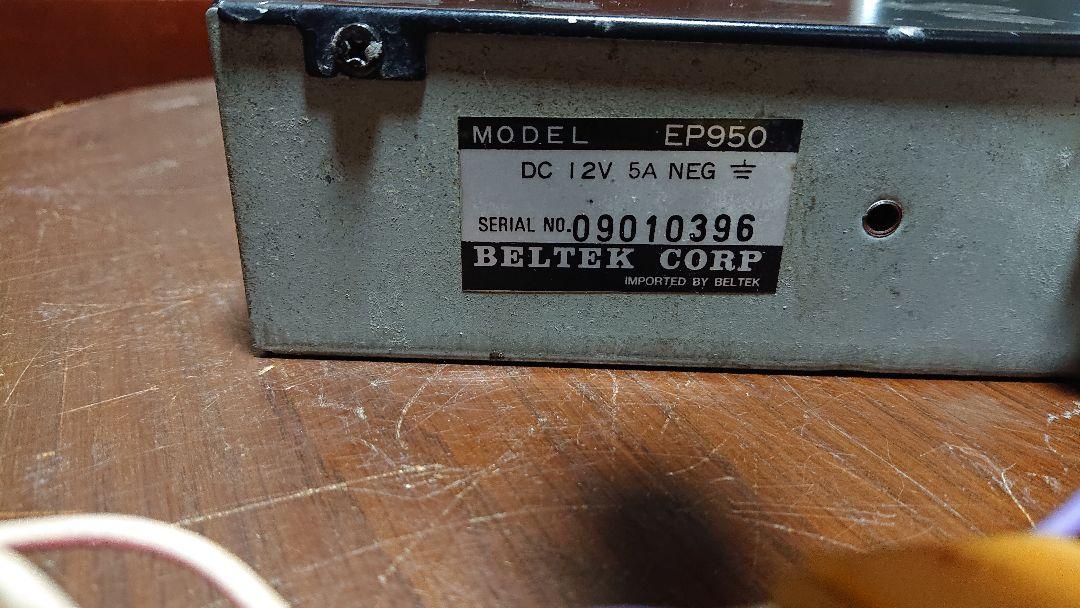 MODEL EP950
DC 12V 5A NEG ⏚
SERIAL NO. 09010396
BELTEK CORP
IMPORTED BY BELTEK